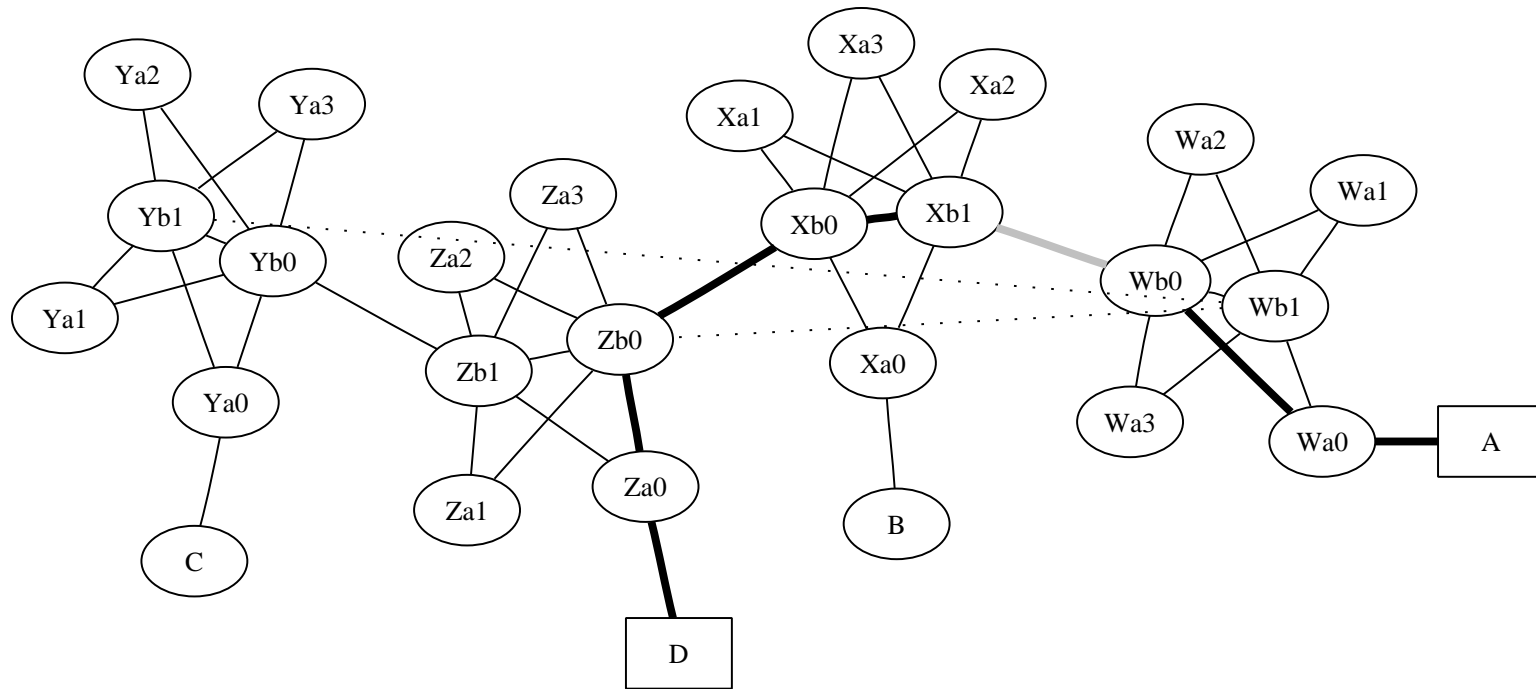 Xa3
Ya2
Xa2
Ya3
Xa1
Wa2
Wa1
Za3
Xb1
Yb1
Xb0
Za2
Yb0
Wb0
Wb1
Ya1
Zb0
Xa0
Zb1
Ya0
Wa3
Wa0
A
Za0
Za1
B
C
D